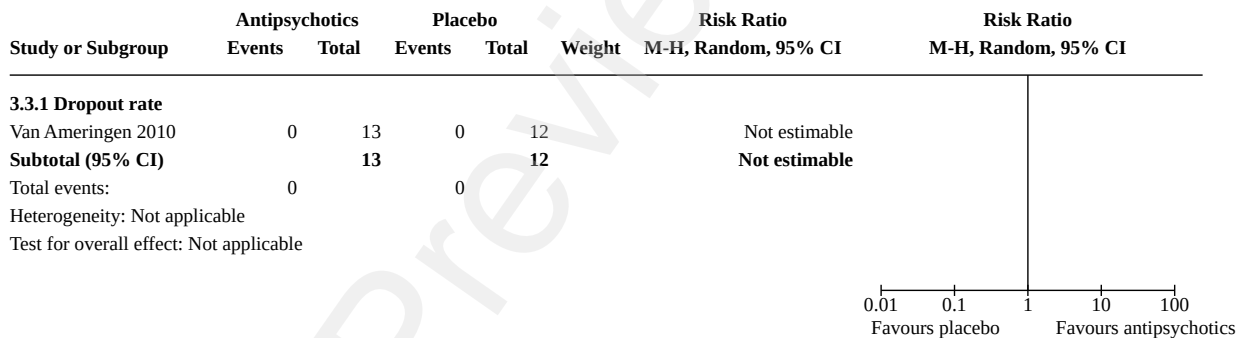 Antipsychotics Placebo Risk Ratio Risk Ratio
Study or Subgroup Events Total Events Total Weight M-H, Random, 95% CI M-H, Random, 95% CI
3.3.1 Dropout rate
Van Ameringen 2010 0 13 0 12 Not estimable
Subtotal (95% CI) 13 12 Not estimable
Total events: 0 0
Heterogeneity: Not applicable
Test for overall effect: Not applicable
0.01 0.1 1 10 100
Favours placebo Favours antipsychotics
Previe